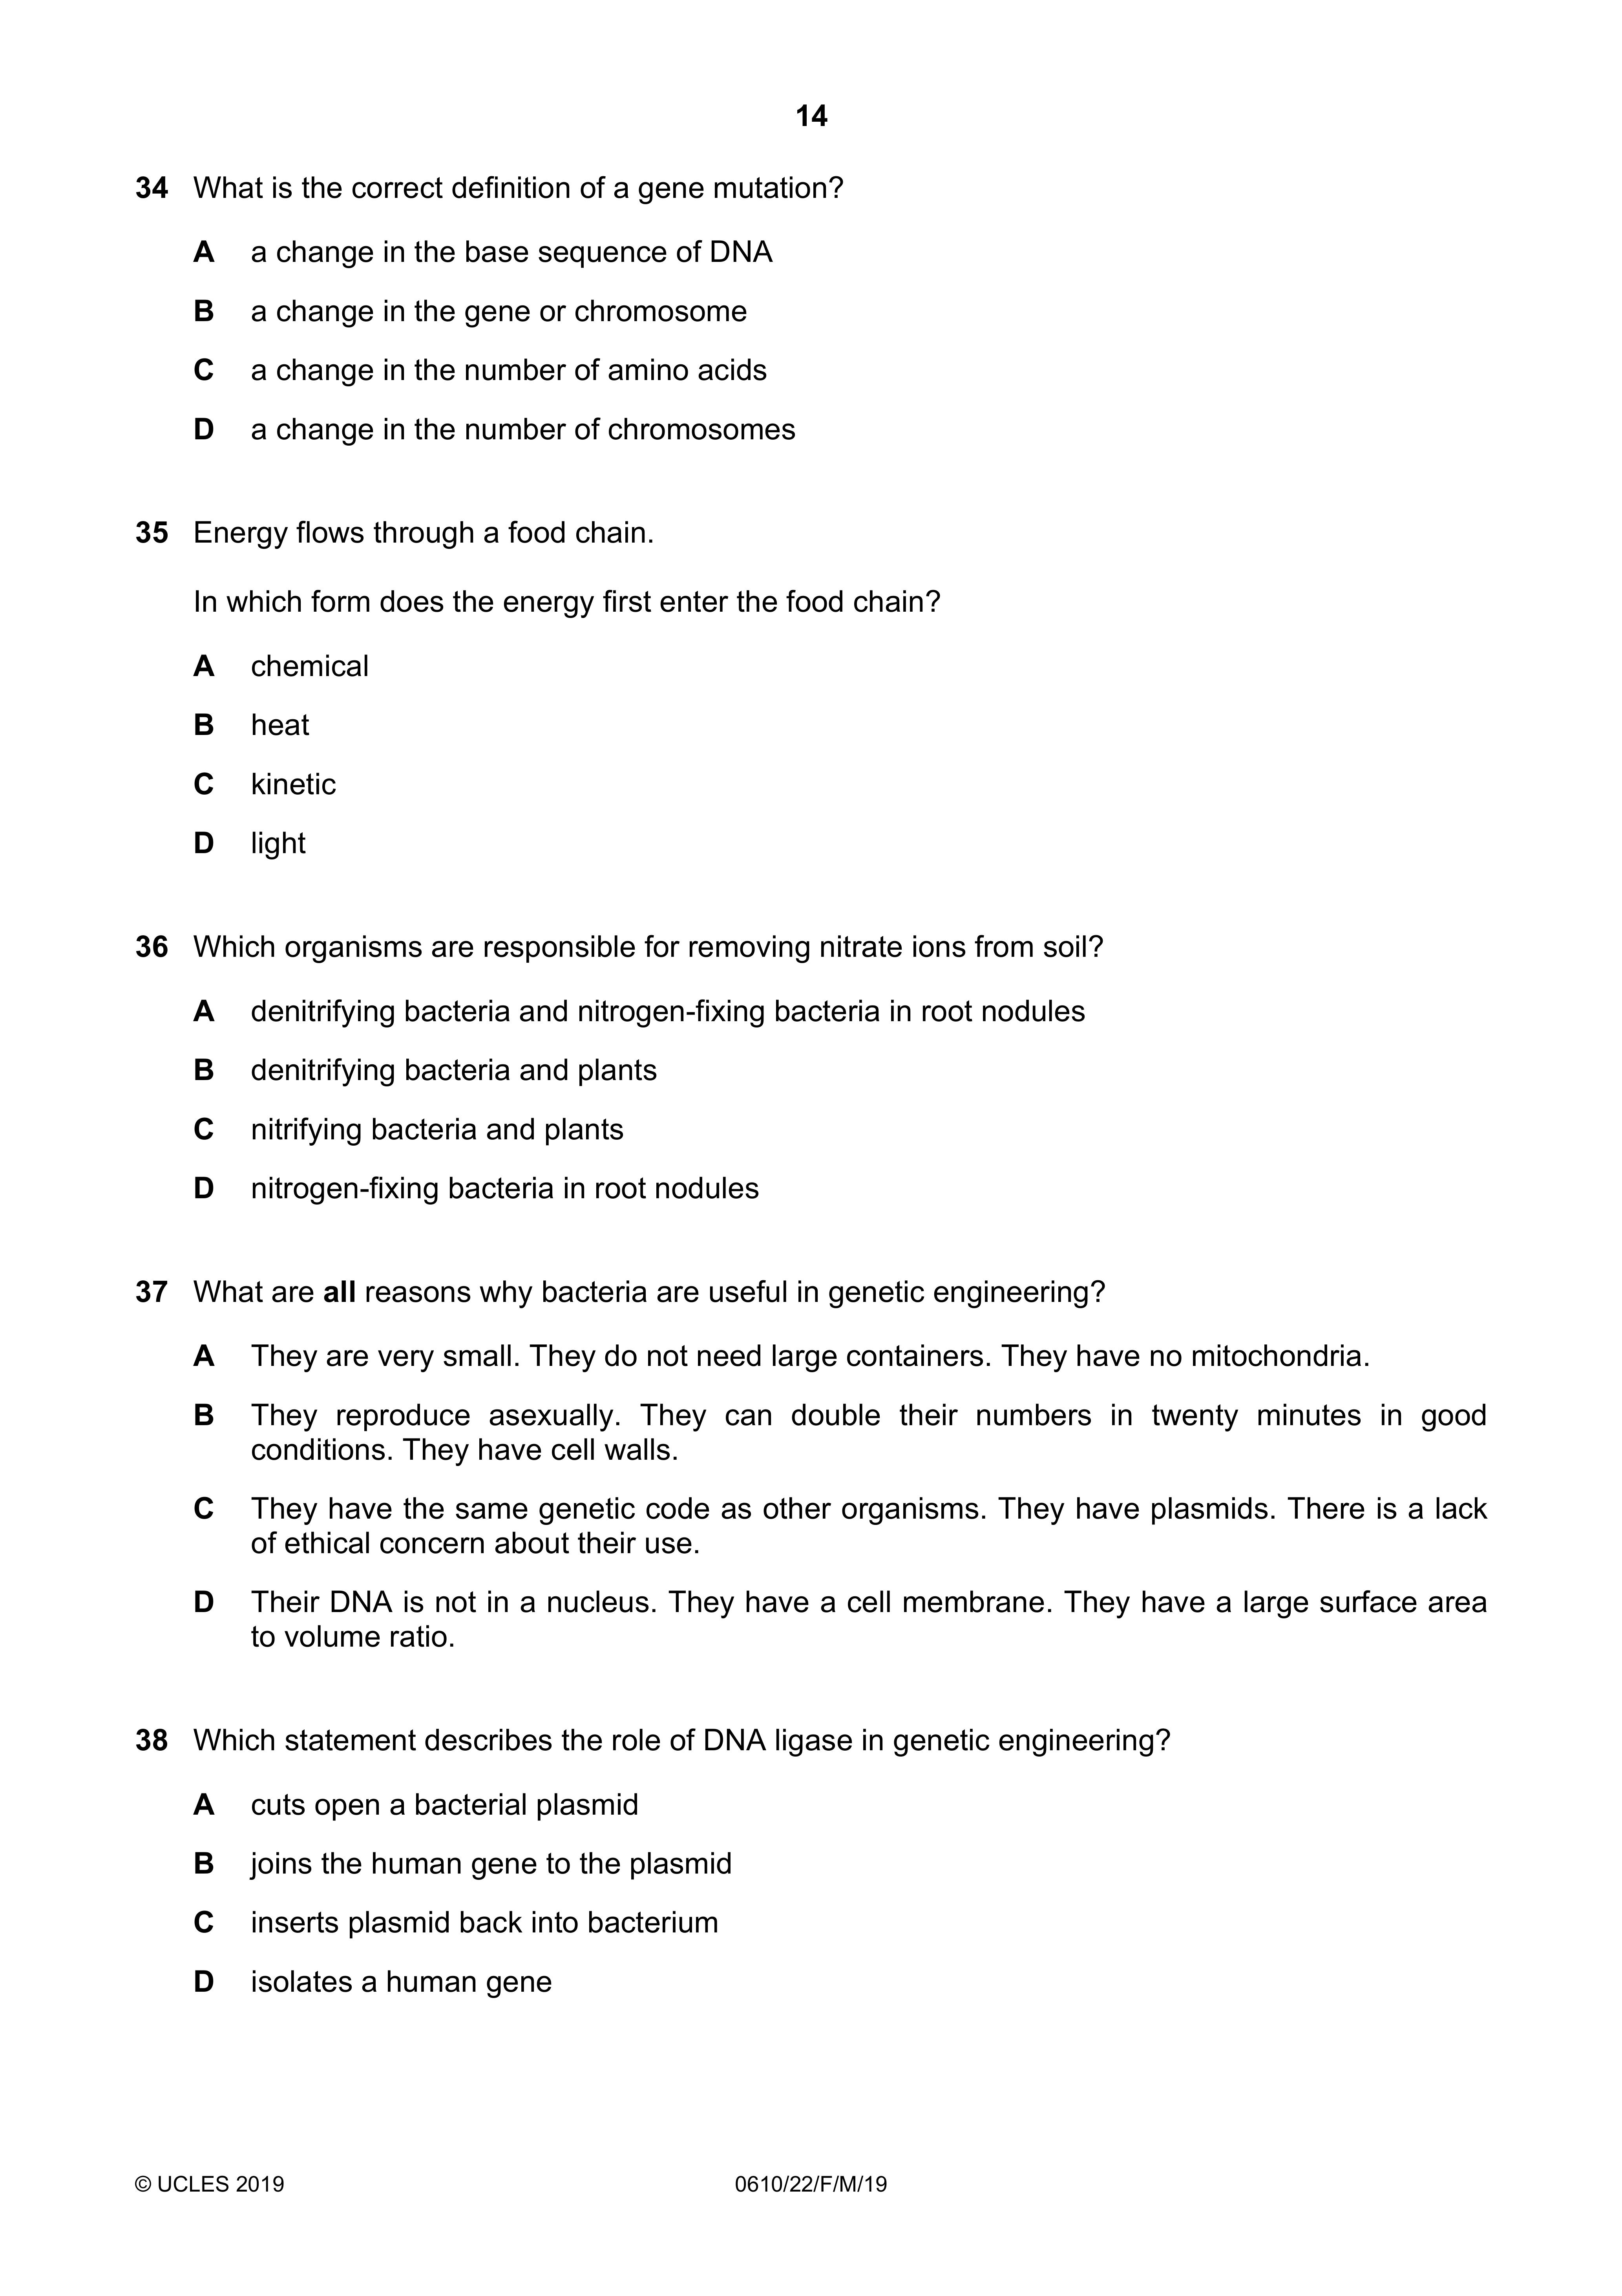 14
34 What is the correct definition of a gene mutation?
A a change in the base sequence of DNA
B a change in the gene or chromosome
C a change in the number of amino acids
D a change in the number of chromosomes
35 Energy flows through a food chain.
In which form does the energy first enter the food chain?
A chemical
B heat
C kinetic
D light
36 Which organisms are responsible for removing nitrate ions from soil?
A denitrifying bacteria and nitrogen-fixing bacteria in root nodules
B denitrifying bacteria and plants
C nitrifying bacteria and plants
D nitrogen-fixing bacteria in root nodules
37 What are all reasons why bacteria are useful in genetic engineering?
A They are very small. They do not need large containers. They have no mitochondria.
B They reproduce asexually. They can double their numbers in twenty minutes in good
conditions. They have cell walls.
C They have the same genetic code as other organisms. They have plasmids. There is a lack
of ethical concern about their use.
D Their DNA is not in a nucleus. They have a cell membrane. They have a large surface area
to volume ratio.
38 Which statement describes the role of DNA ligase in genetic engineering?
A cuts open a bacterial plasmid
B joins the human gene to the plasmid
C inserts plasmid back into bacterium
D isolates a human gene
© UCLES 2019 0610/22/F/M/19